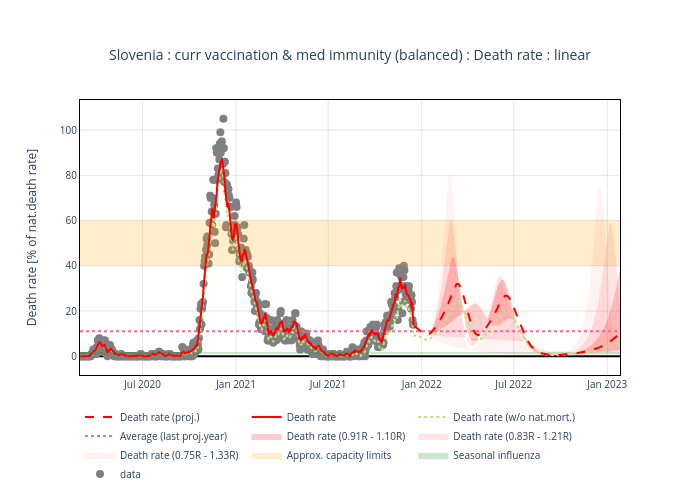 Slovenia : curr vaccination & med immunity (balanced) : Death rate : linear
Death rate [% of nat.death rate]
100
80
60
40
20
0
Jul 2020
Jan 2021
Jul 2021
Jan 2022
Jul 2022
Jan 2023
Death rate (proj.)
Death rate
Death rate (w/o nat.mort.)
Average (last proj.year)
Death rate (0.91R - 1.10R)
Death rate (0.83R - 1.21R)
Death rate (0.75R - 1.33R)
Approx. capacity limits
Seasonal influenza
data